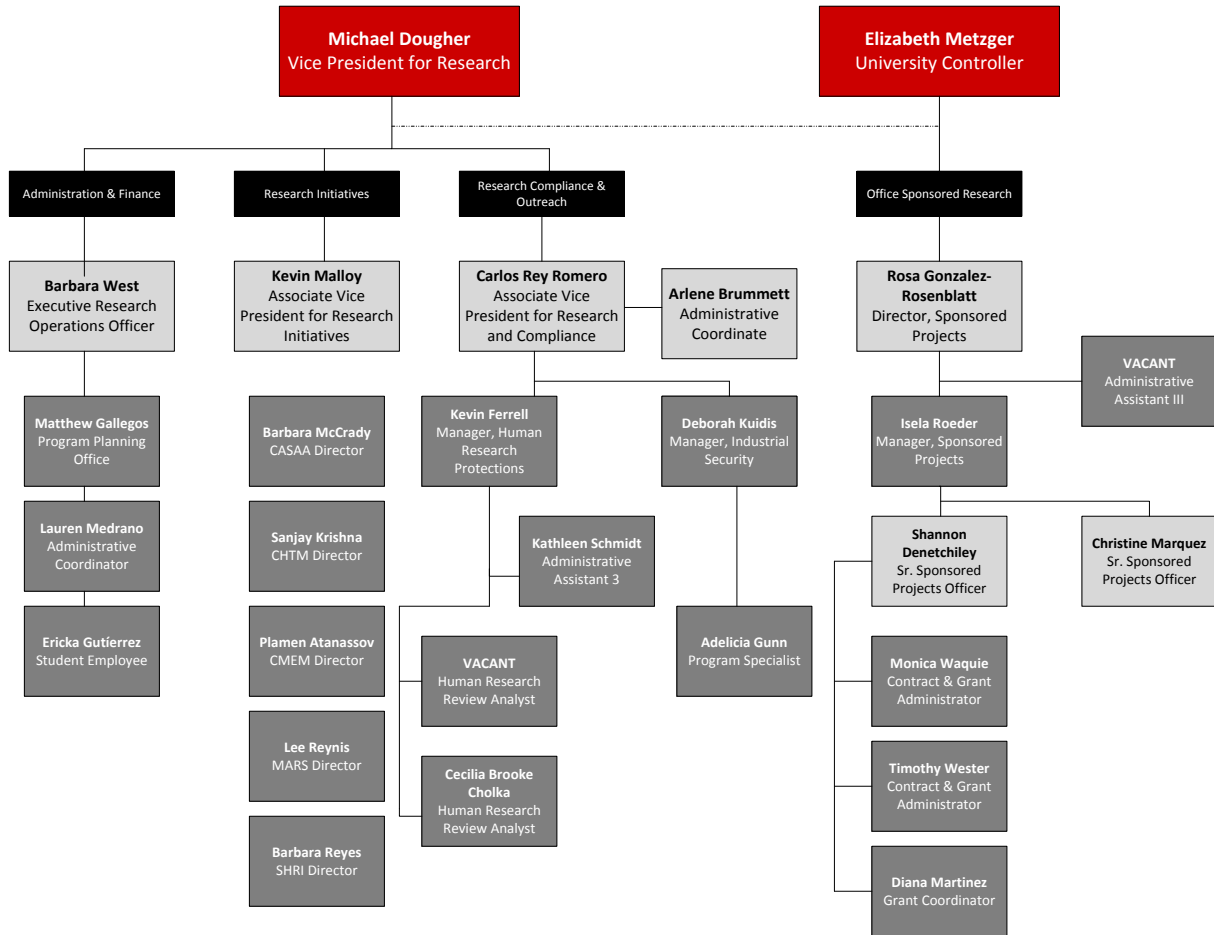 Michael Dougher
Vice President for Research
Elizabeth Metzger
University Controller
Administration & Finance
Research Initiatives
Research Compliance &
Outreach
Office Sponsored Research
Barbara West
Executive Research
Operations Officer
Kevin Malloy
Associate Vice
President for Research
Initiatives
Carlos Rey Romero
Associate Vice
President for Research
and Compliance
Arlene Brummett
Administrative
Coordinate
Rosa Gonzalez-
Rosenblatt
Director, Sponsored
Projects
VACANT
Administrative
Assistant III
Matthew Gallegos
Program Planning
Office
Barbara McCrady
CASAA Director
Kevin Ferrell
Manager, Human
Research
Protections
Deborah Kuidis
Manager, Industrial
Security
Isela Roeder
Manager, Sponsored
Projects
Lauren Medrano
Administrative
Coordinator
Sanjay Krishna
CHTM Director
Kathleen Schmidt
Administrative
Assistant 3
Shannon
Denetchiley
Sr. Sponsored
Projects Officer
Christine Marquez
Sr. Sponsored
Projects Officer
Ericka Gutíerrez
Student Employee
Plamen Atanassov
CMEM Director
VACANT
Human Research
Review Analyst
Adelicia Gunn
Program Specialist
Monica Waquie
Contract & Grant
Administrator
Lee Reynis
MARS Director
Cecilia Brooke
Cholka
Human Research
Review Analyst
Timothy Wester
Contract & Grant
Administrator
Barbara Reyes
SHRI Director
Diana Martinez
Grant Coordinator